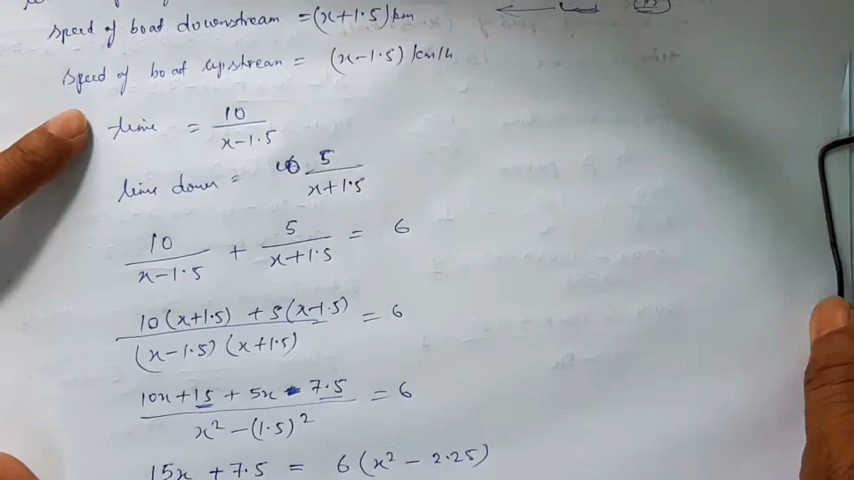 speed of boat downstream = (x+1.5) km
speed of boat upstream = (x-1.5) km/h
time = 10/(x-1.5)
time down = 5/(x+1.5)
10/(x-1.5) + 5/(x+1.5) = 6
(10(x+1.5) + 5(x-1.5))/((x-1.5)(x+1.5)) = 6
(10x+15 + 5x - 7.5)/(x² - (1.5)²) = 6
15x + 7.5 = 6(x² - 2.25)